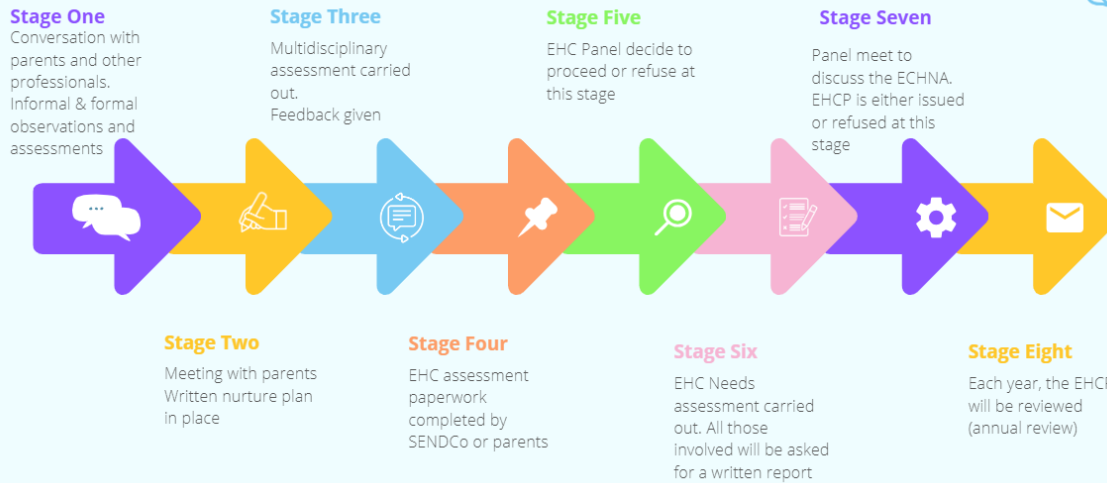 Stage One
Conversation with
parents and other
professionals.
Informal & formal
observations and
assessments
Stage Two
Meeting with parents
Written nurture plan
in place
Stage Three
Multidisciplinary
assessment carried
out.
Feedback given
Stage Four
EHC assessment
paperwork
completed by
SENDCo or parents
Stage Five
EHC Panel decide to
proceed or refuse at
this stage
Stage Six
EHC Needs
assessment carried
out. All those
involved will be asked
for a written report
Stage Seven
Panel meet to
discuss the ECHNA.
EHCP is either issued
or refused at this
stage
Stage Eight
Each year, the EHCP
will be reviewed
(annual review)